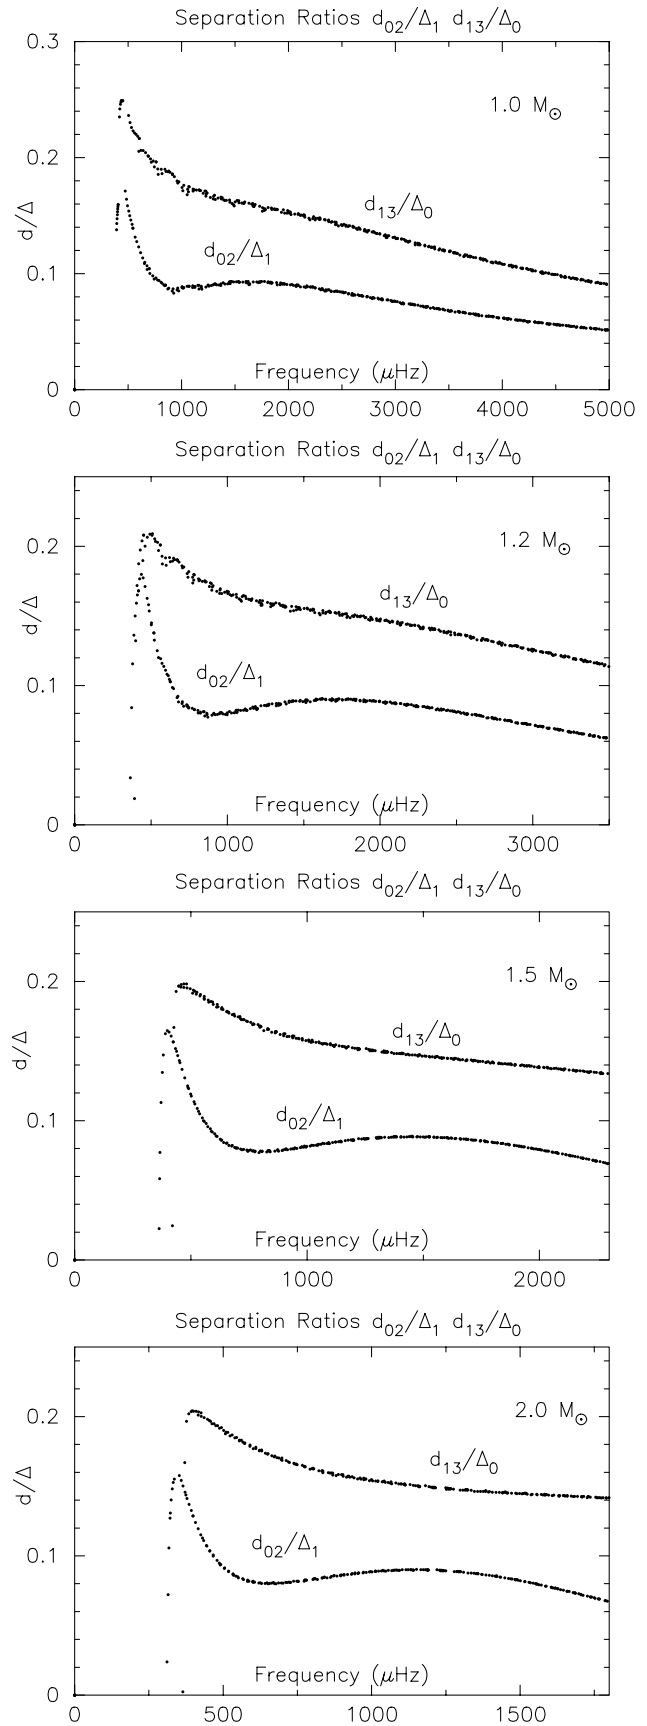 Separation Ratios d₀₂/Δ₁ d₁₃/Δ₀
0.3
1.0 M⊙
0.2
d₁₃/Δ₀
d/Δ
d₀₂/Δ₁
0.1
Frequency (μHz)
0
0 1000 2000 3000 4000 5000
Separation Ratios d₀₂/Δ₁ d₁₃/Δ₀
1.2 M⊙
0.2
d₁₃/Δ₀
d/Δ
d₀₂/Δ₁
0.1
Frequency (μHz)
0
0 1000 2000 3000
Separation Ratios d₀₂/Δ₁ d₁₃/Δ₀
1.5 M⊙
0.2
d₁₃/Δ₀
d/Δ
d₀₂/Δ₁
0.1
Frequency (μHz)
0
0 1000 2000
Separation Ratios d₀₂/Δ₁ d₁₃/Δ₀
2.0 M⊙
0.2
d₁₃/Δ₀
d/Δ
d₀₂/Δ₁
0.1
Frequency (μHz)
0
0 500 1000 1500